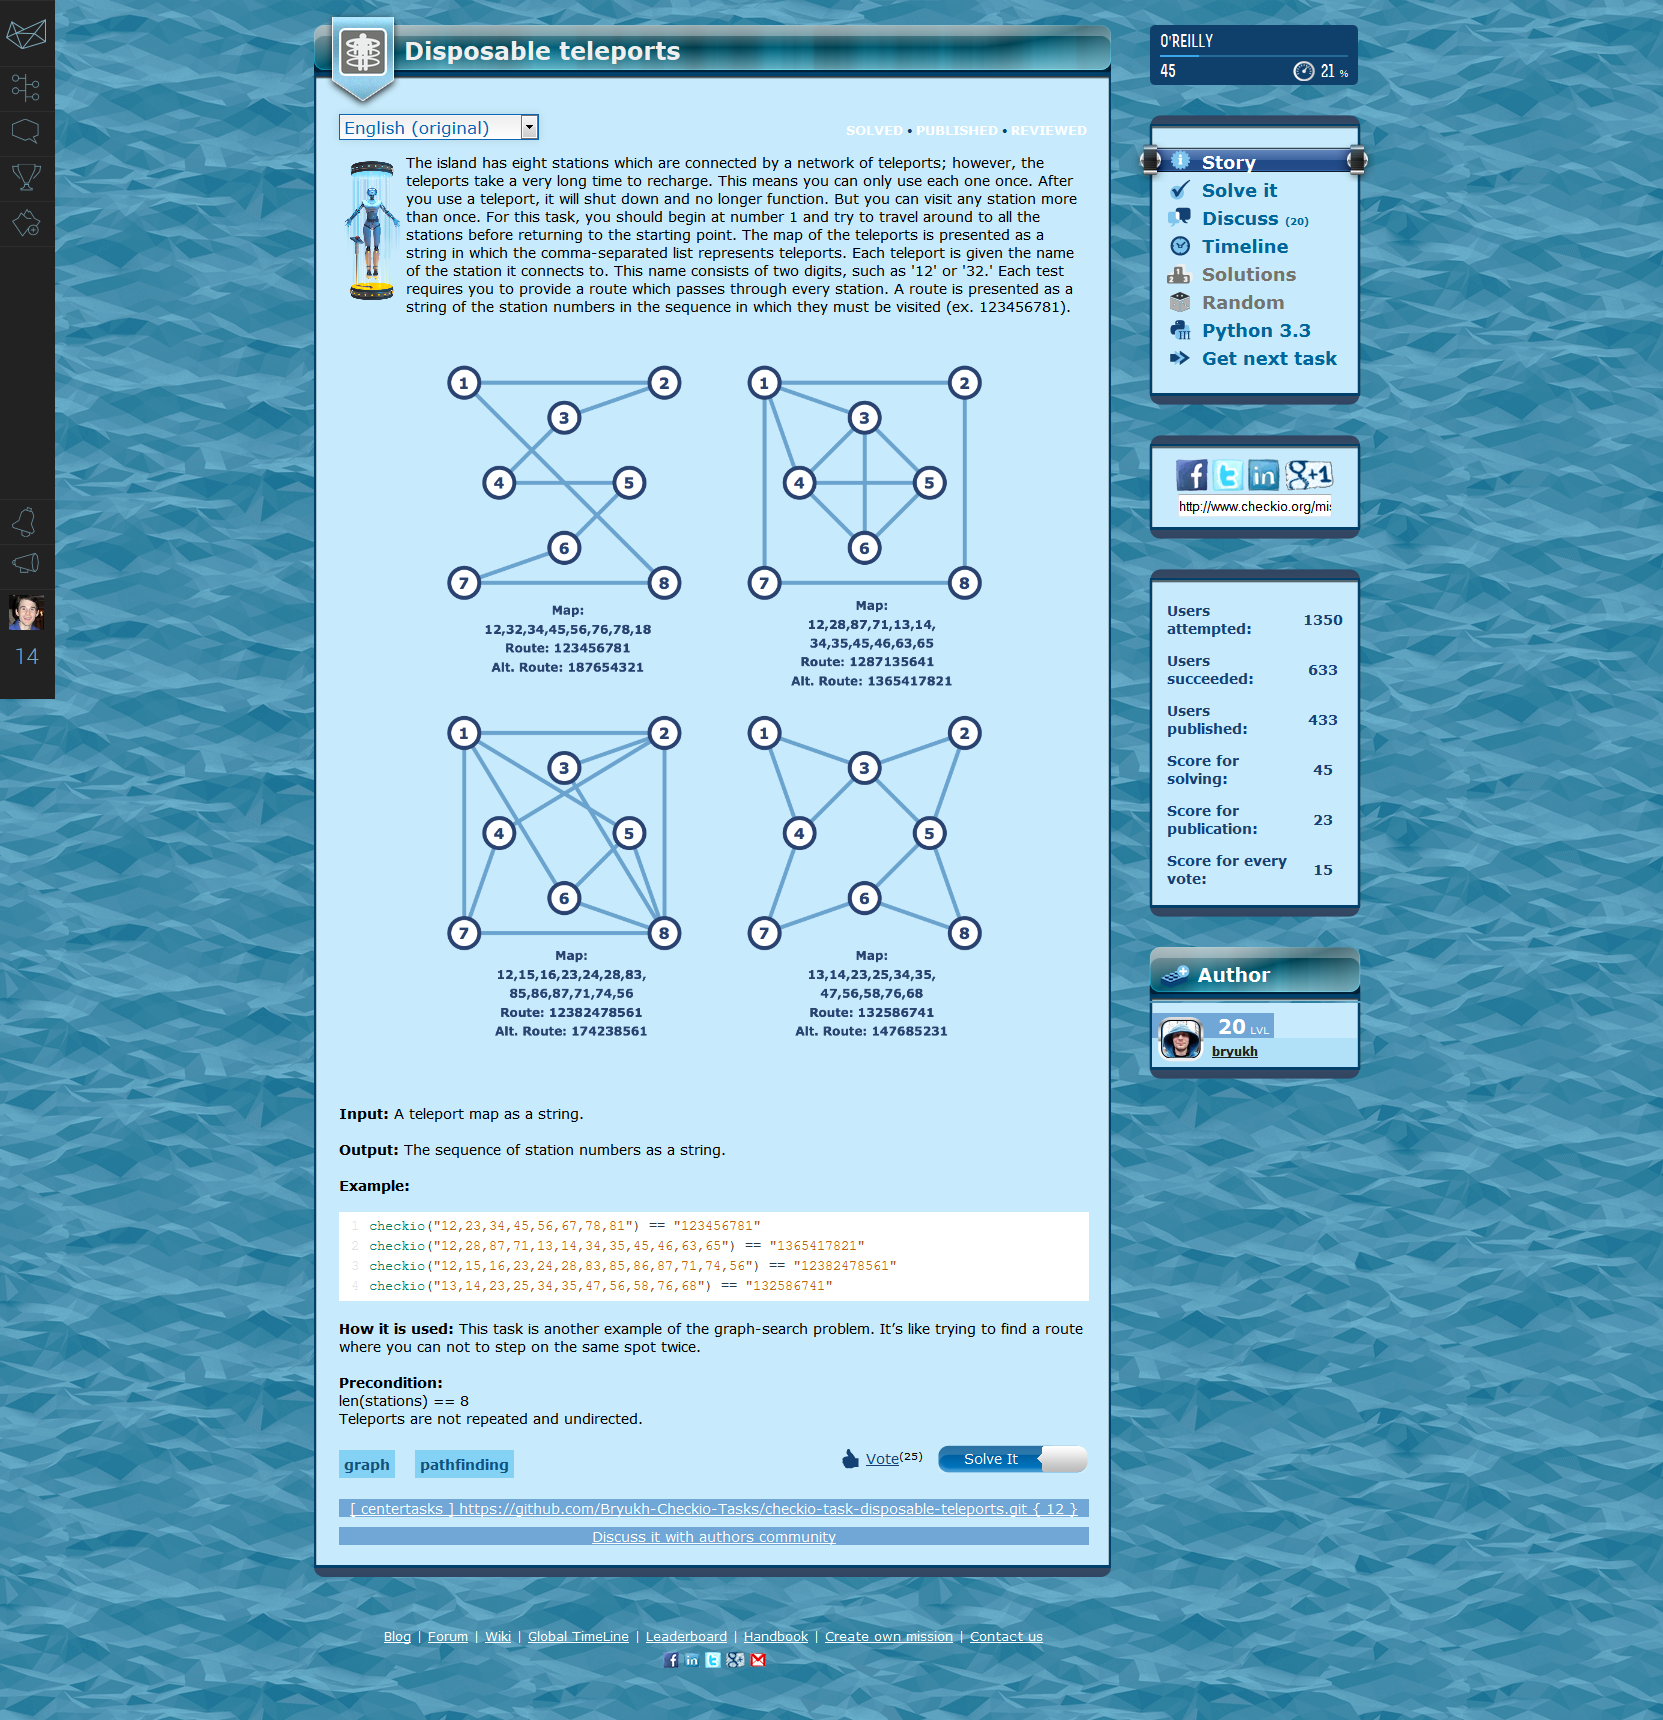 Disposable teleports
English (original)
SOLVED • PUBLISHED • REVIEWED
The island has eight stations which are connected by a network of teleports; however, the
teleports take a very long time to recharge. This means you can only use each one once. After
you use a teleport, it will shut down and no longer function. But you can visit any station more
than once. For this task, you should begin at number 1 and try to travel around to all the
stations before returning to the starting point. The map of the teleports is presented as a
string in which the comma-separated list represents teleports. Each teleport is given the name
of the station it connects to. This name consists of two digits, such as '12' or '32.' Each test
requires you to provide a route which passes through every station. A route is presented as a
string of the station numbers in the sequence in which they must be visited (ex. 123456781).
1
2
3
4
5
6
7
8
Map:
12,32,34,45,56,76,78,18
Route: 123456781
Alt. Route: 187654321
1
2
3
4
5
6
7
8
Map:
12,28,87,71,13,14,
34,35,45,46,63,65
Route: 1287135641
Alt. Route: 1365417821
1
2
3
4
5
6
7
8
Map:
12,15,16,23,24,28,83,
85,86,87,71,74,56
Route: 12382478561
Alt. Route: 174238561
1
2
3
4
5
6
7
8
Map:
13,14,23,25,34,35,
47,56,58,76,68
Route: 132586741
Alt. Route: 147685231
Input: A teleport map as a string.
Output: The sequence of station numbers as a string.
Example:
1 checkio("12,23,34,45,56,67,78,81") == "123456781"
2 checkio("12,28,87,71,13,14,34,35,45,46,63,65") == "1365417821"
3 checkio("12,15,16,23,24,28,83,85,86,87,71,74,56") == "12382478561"
4 checkio("13,14,23,25,34,35,47,56,58,76,68") == "132586741"
How it is used: This task is another example of the graph-search problem. It’s like trying to find a route
where you can not to step on the same spot twice.
Precondition:
len(stations) == 8
Teleports are not repeated and undirected.
graph pathfinding
Vote(25)
Solve It
[ centertasks ] https://github.com/Bryukh-Checkio-Tasks/checkio-task-disposable-teleports.git { 12 }
Discuss it with authors community
O'REILLY
45 21 %
Story
Solve it
Discuss (20)
Timeline
Solutions
Random
Python 3.3
Get next task
http://www.checkio.org/mis
Users
attempted: 1350
Users
succeeded: 633
Users
published: 433
Score for
solving: 45
Score for
publication: 23
Score for every
vote: 15
Author
20 LVL
bryukh
14
Blog | Forum | Wiki | Global TimeLine | Leaderboard | Handbook | Create own mission | Contact us